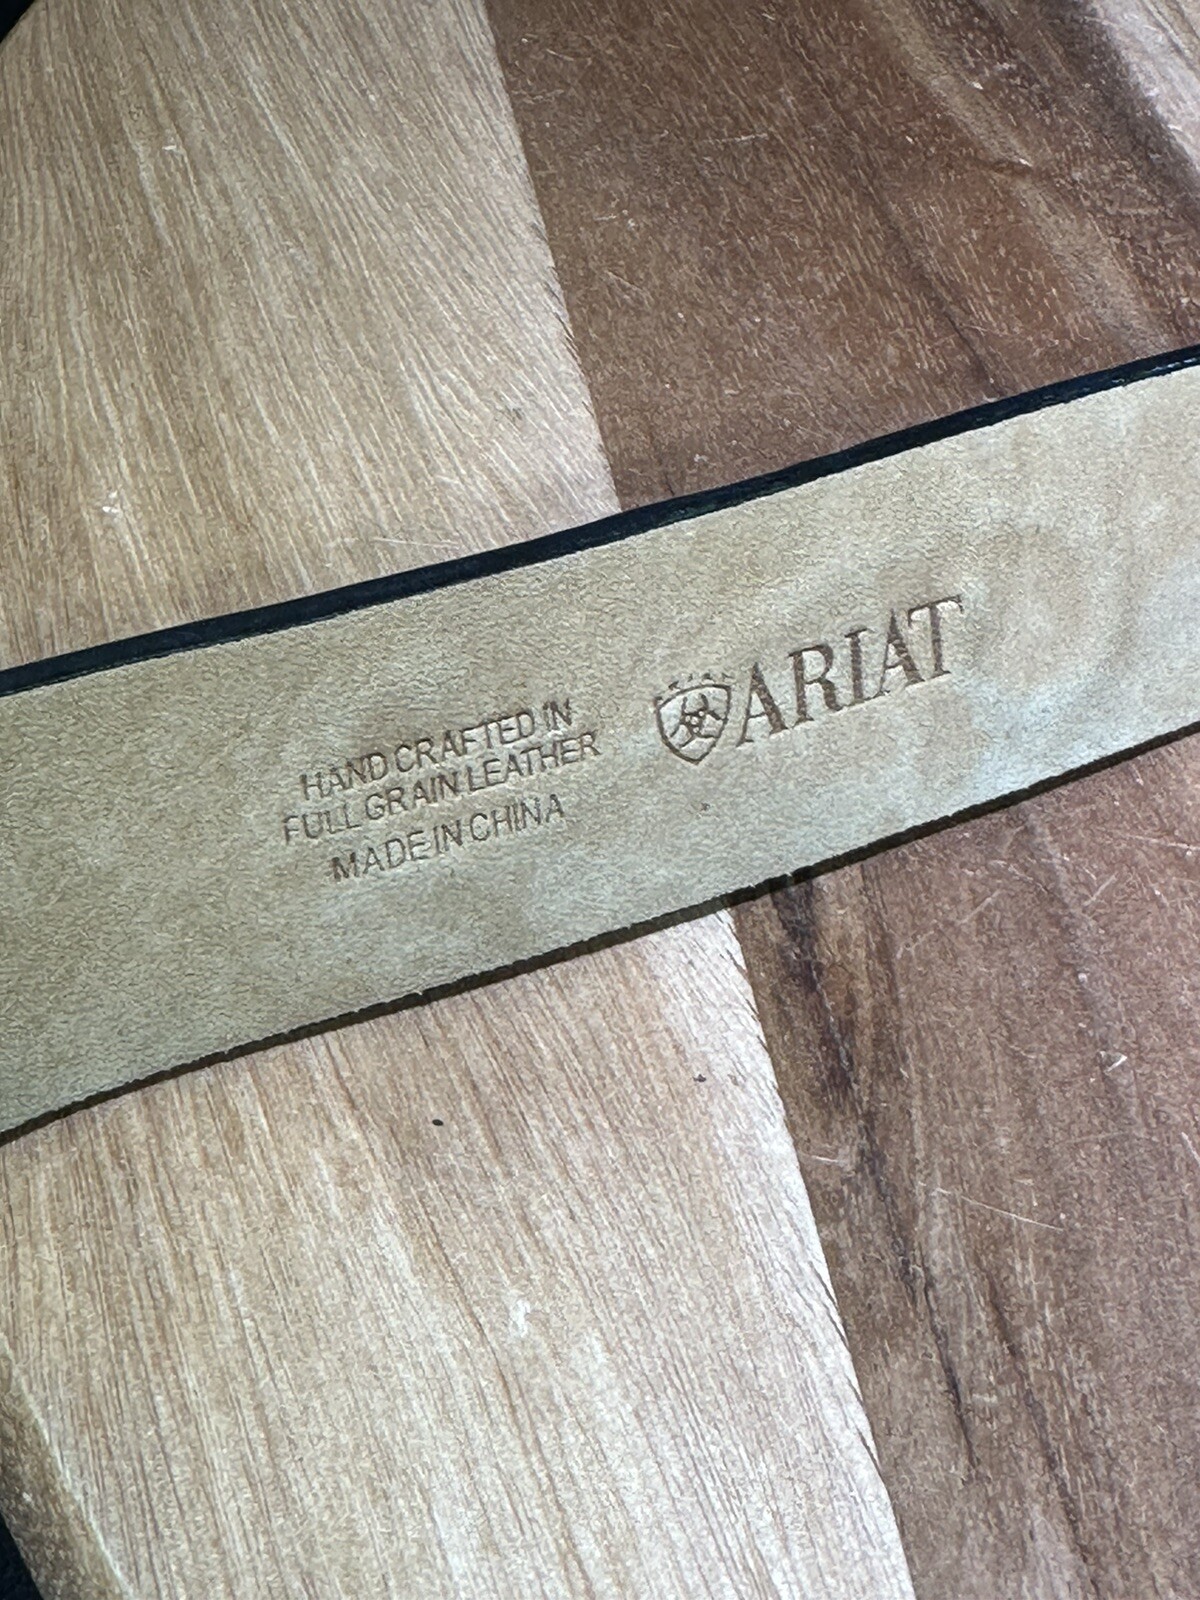 HAND CRAFTED IN
FULL GRAIN LEATHER
MADE IN CHINA
ARIAT